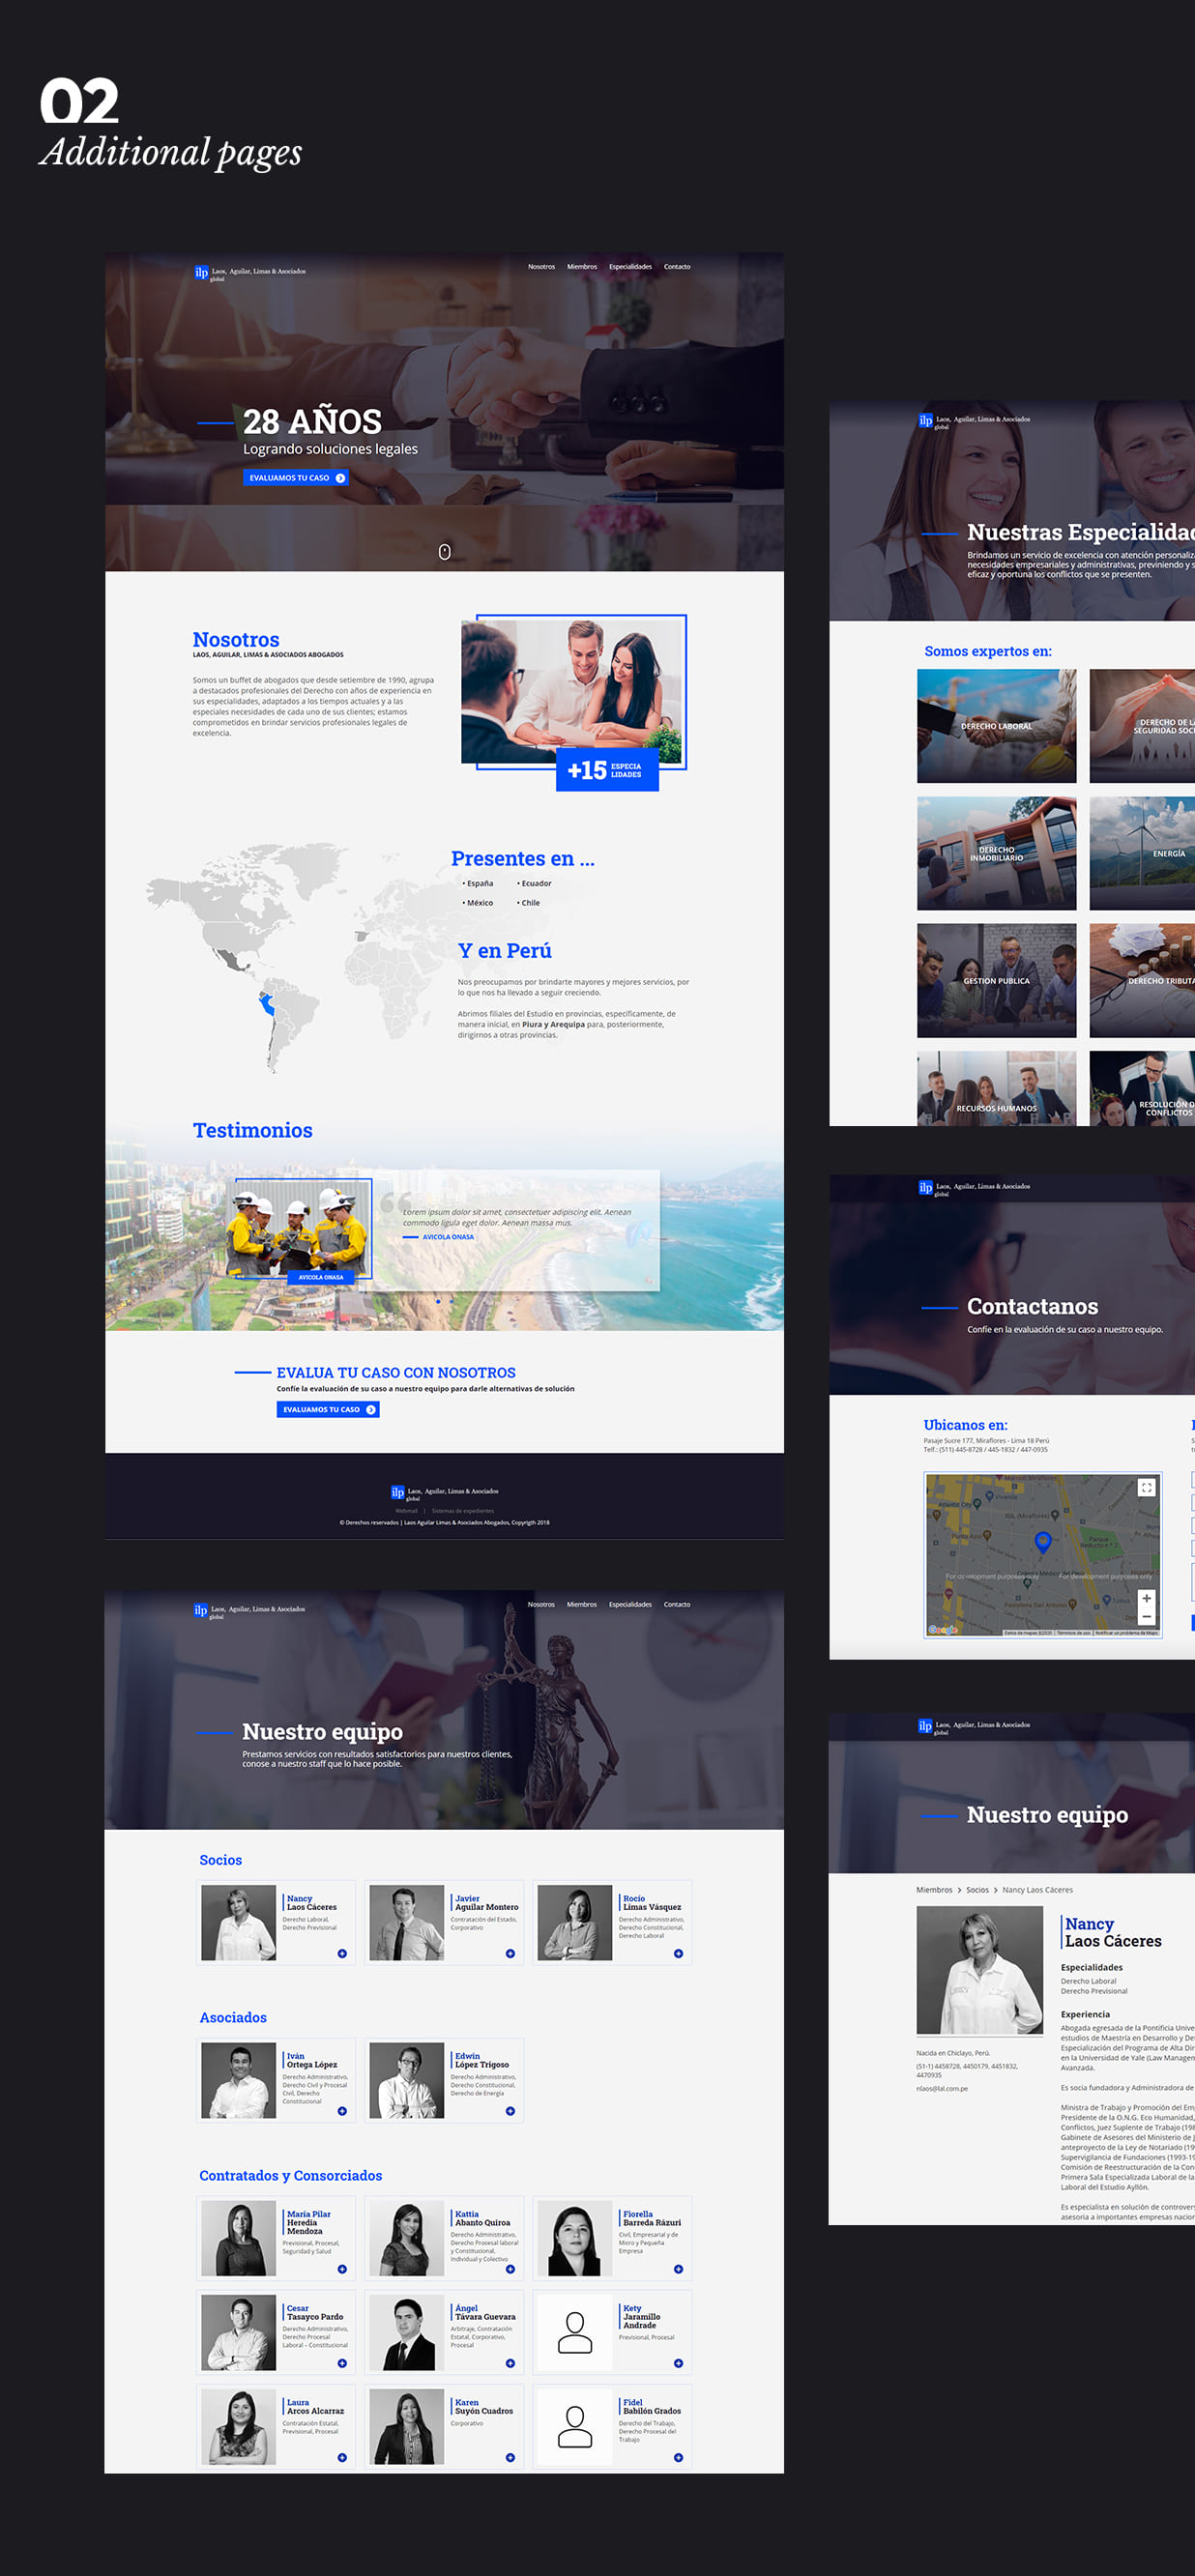 02
Additional pages
ilp Laos, Aguilar, Limas & Asociados
global
Nosotros Miembros Especialidades Contacto
28 AÑOS
Logrando soluciones legales
EVALUAMOS TU CASO
Nosotros
LAOS, AGUILAR, LIMAS & ASOCIADOS ABOGADOS
Somos un buffet de abogados que desde setiembre de 1990, agrupa
a destacados profesionales del Derecho con años de experiencia en
sus especialidades, adaptados a los tiempos actuales y a las
especiales necesidades de cada uno de sus clientes; estamos
comprometidos en brindar servicios profesionales legales de
excelencia.
+15 ESPECIA
LIDADES
Presentes en ...
• España • Ecuador
• México • Chile
Y en Perú
Nos preocupamos por brindarte mayores y mejores servicios, por
lo que nos ha llevado a seguir creciendo.
Abrimos filiales del Estudio en provincias, específicamente, de
manera inicial, en Piura y Arequipa para, posteriormente,
dirigirnos a otras provincias.
Testimonios
Lorem ipsum dolor sit amet, consectetuer adipiscing elit. Aenean
commodo ligula eget dolor. Aenean massa mus.
AVICOLA ONASA
AVICOLA ONASA
EVALUA TU CASO CON NOSOTROS
Confíe la evaluación de su caso a nuestro equipo para darle alternativas de solución
EVALUAMOS TU CASO
ilp Laos, Aguilar, Limas & Asociados
global
Webmail | Sistemas de expedientes
© Derechos reservados | Laos Aguilar Limas & Asociados Abogados, Copyrigth 2018
ilp Laos, Aguilar, Limas & Asociados
global
Nosotros Miembros Especialidades Contacto
Nuestro equipo
Prestamos servicios con resultados satisfactorios para nuestros clientes,
conose a nuestro staff que lo hace posible.
Socios
Nancy
Laos Cáceres
Derecho Laboral,
Derecho Previsional
Javier
Aguilar Montero
Contratación del Estado,
Corporativo
Rocío
Limas Vásquez
Derecho Administrativo,
Derecho Constitucional,
Derecho Laboral
Asociados
Iván
Ortega López
Derecho Administrativo,
Derecho Civil y Procesal
Civil, Derecho
Constitucional
Edwin
López Trigoso
Derecho Administrativo,
Derecho Constitucional,
Derecho de Energía
Contratados y Consorciados
María Pilar
Heredia
Mendoza
Previsional, Procesal,
Seguridad y Salud
Kattia
Abanto Quiroa
Derecho Administrativo,
Derecho Procesal laboral
y Constitucional,
Individual y Colectivo
Fiorella
Barreda Rázuri
Civil, Empresarial y de
Micro y Pequeña
Empresa
Cesar
Tasayco Pardo
Derecho Administrativo,
Derecho Procesal
Laboral - Constitucional
Ángel
Távara Guevara
Arbitraje, Contratación
Estatal, Corporativo,
Procesal
Kety
Jaramillo
Andrade
Previsional, Procesal
Laura
Arcos Alcarraz
Contratación Estatal,
Previsional, Procesal
Karen
Suyón Cuadros
Corporativo
Fidel
Babilón Grados
Derecho del Trabajo,
Derecho Procesal del
Trabajo
ilp Laos, Aguilar, Limas & Asociados
global
Nuestras Especialidad
Brindamos un servicio de excelencia con atención personaliza
necesidades empresariales y administrativas, previniendo y s
eficaz y oportuna los conflictos que se presenten.
Somos expertos en:
DERECHO LABORAL
DERECHO DE LA
SEGURIDAD SOCI
DERECHO
INMOBILIARIO
ENERGÍA
GESTION PUBLICA
DERECHO TRIBUTA
RECURSOS HUMANOS
RESOLUCIÓN D
CONFLICTOS
ilp Laos, Aguilar, Limas & Asociados
global
Contactanos
Confíe en la evaluación de su caso a nuestro equipo.
Ubicanos en:
Pasaje Sucre 177, Miraflores - Lima 18 Perú
Telf.: (511) 445-8728 / 445-1832 / 447-0935
For development purposes only For development purposes only
Google
ilp Laos, Aguilar, Limas & Asociados
global
Nuestro equipo
Miembros > Socios > Nancy Laos Cáceres
Nancy
Laos Cáceres
Especialidades
Derecho Laboral
Derecho Previsional
Experiencia
Abogada egresada de la Pontificia Unive
estudios de Maestría en Desarrollo y De
Especialización del Programa de Alta Dir
en la Universidad de Yale (Law Managen
Avanzada.
Es socia fundadora y Administradora de
Ministra de Trabajo y Promoción del Emp
Presidente de la O.N.G. Eco Humanidad,
Conflictos, Juez Suplente de Trabajo (198
Gabinete de Asesores del Ministerio de J
anteproyecto de la Ley de Notariado (19
Supervigilancia de Fundaciones (1993-19
Comisión de Reestructuración de la Con
Primera Sala Especializada Laboral de la
Laboral del Estudio Ayllón.
Es especialista en solución de controvers
asesoría a importantes empresas nacion
Nacida en Chiclayo, Perú.
(51-1) 4458728, 4450179, 4451832,
4470935
nlaos@lal.com.pe